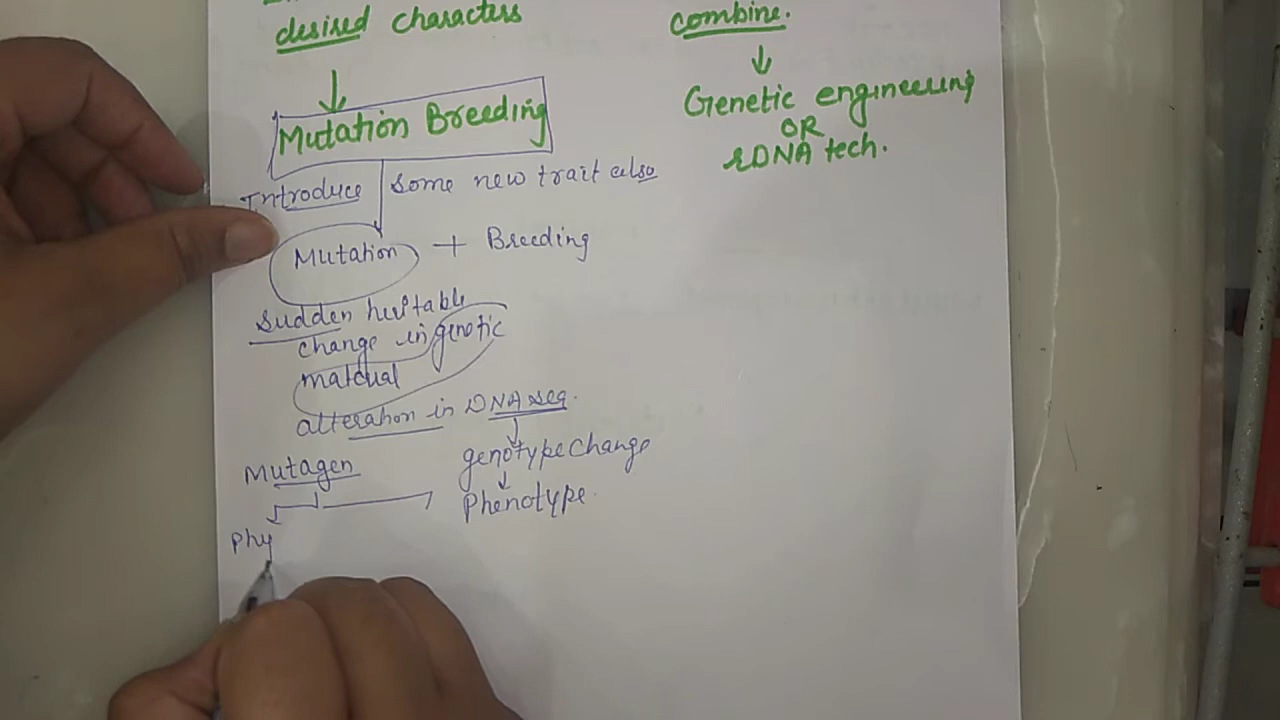 desired characters
Mutation Breeding
Introduce some new trait also
Mutation + Breeding
Sudden heritable
change in genetic
material
alteration in DNA seq.
genotype change
Phenotype.
Mutagen
Phy
combine.
Genetic engineering
OR
rDNA tech.